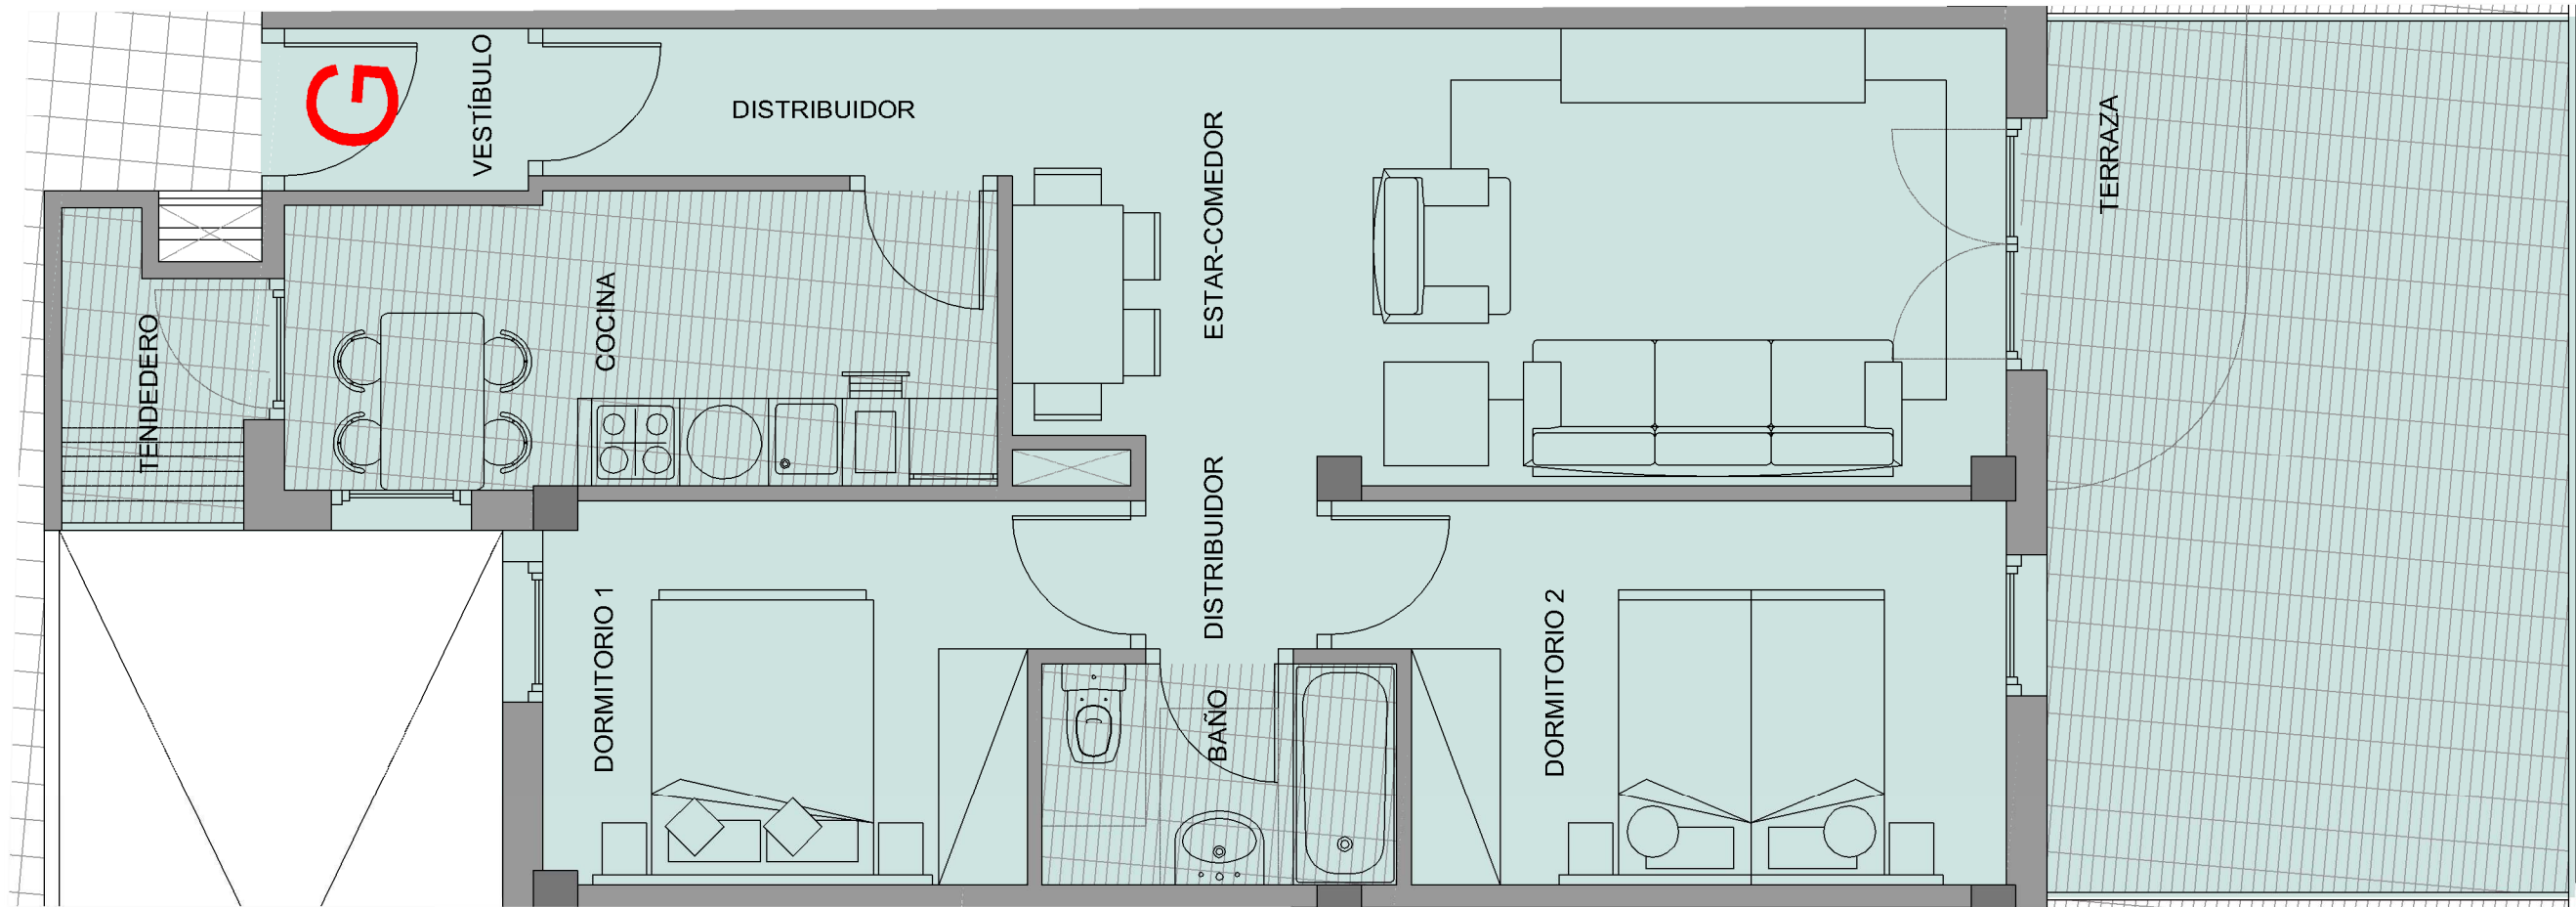 G
VESTÍBULO
DISTRIBUIDOR
ESTAR-COMEDOR
TERRAZA
TENDEDERO
COCINA
DISTRIBUIDOR
DORMITORIO 1
BAÑO
DORMITORIO 2